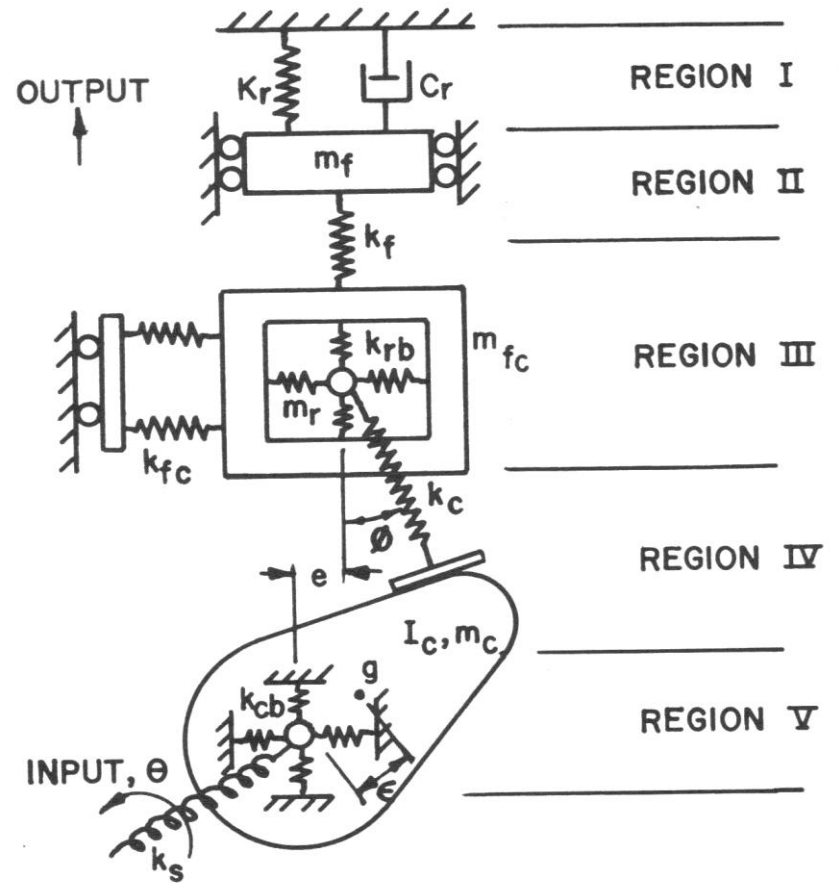 REGION I
OUTPUT
Kr
Cr
mf
REGION II
kf
krb
mr
mfc
REGION III
kfc
kc
Ø
e
REGION IV
Ic, mc
g
kcb
REGION V
INPUT, θ
ϵ
ks